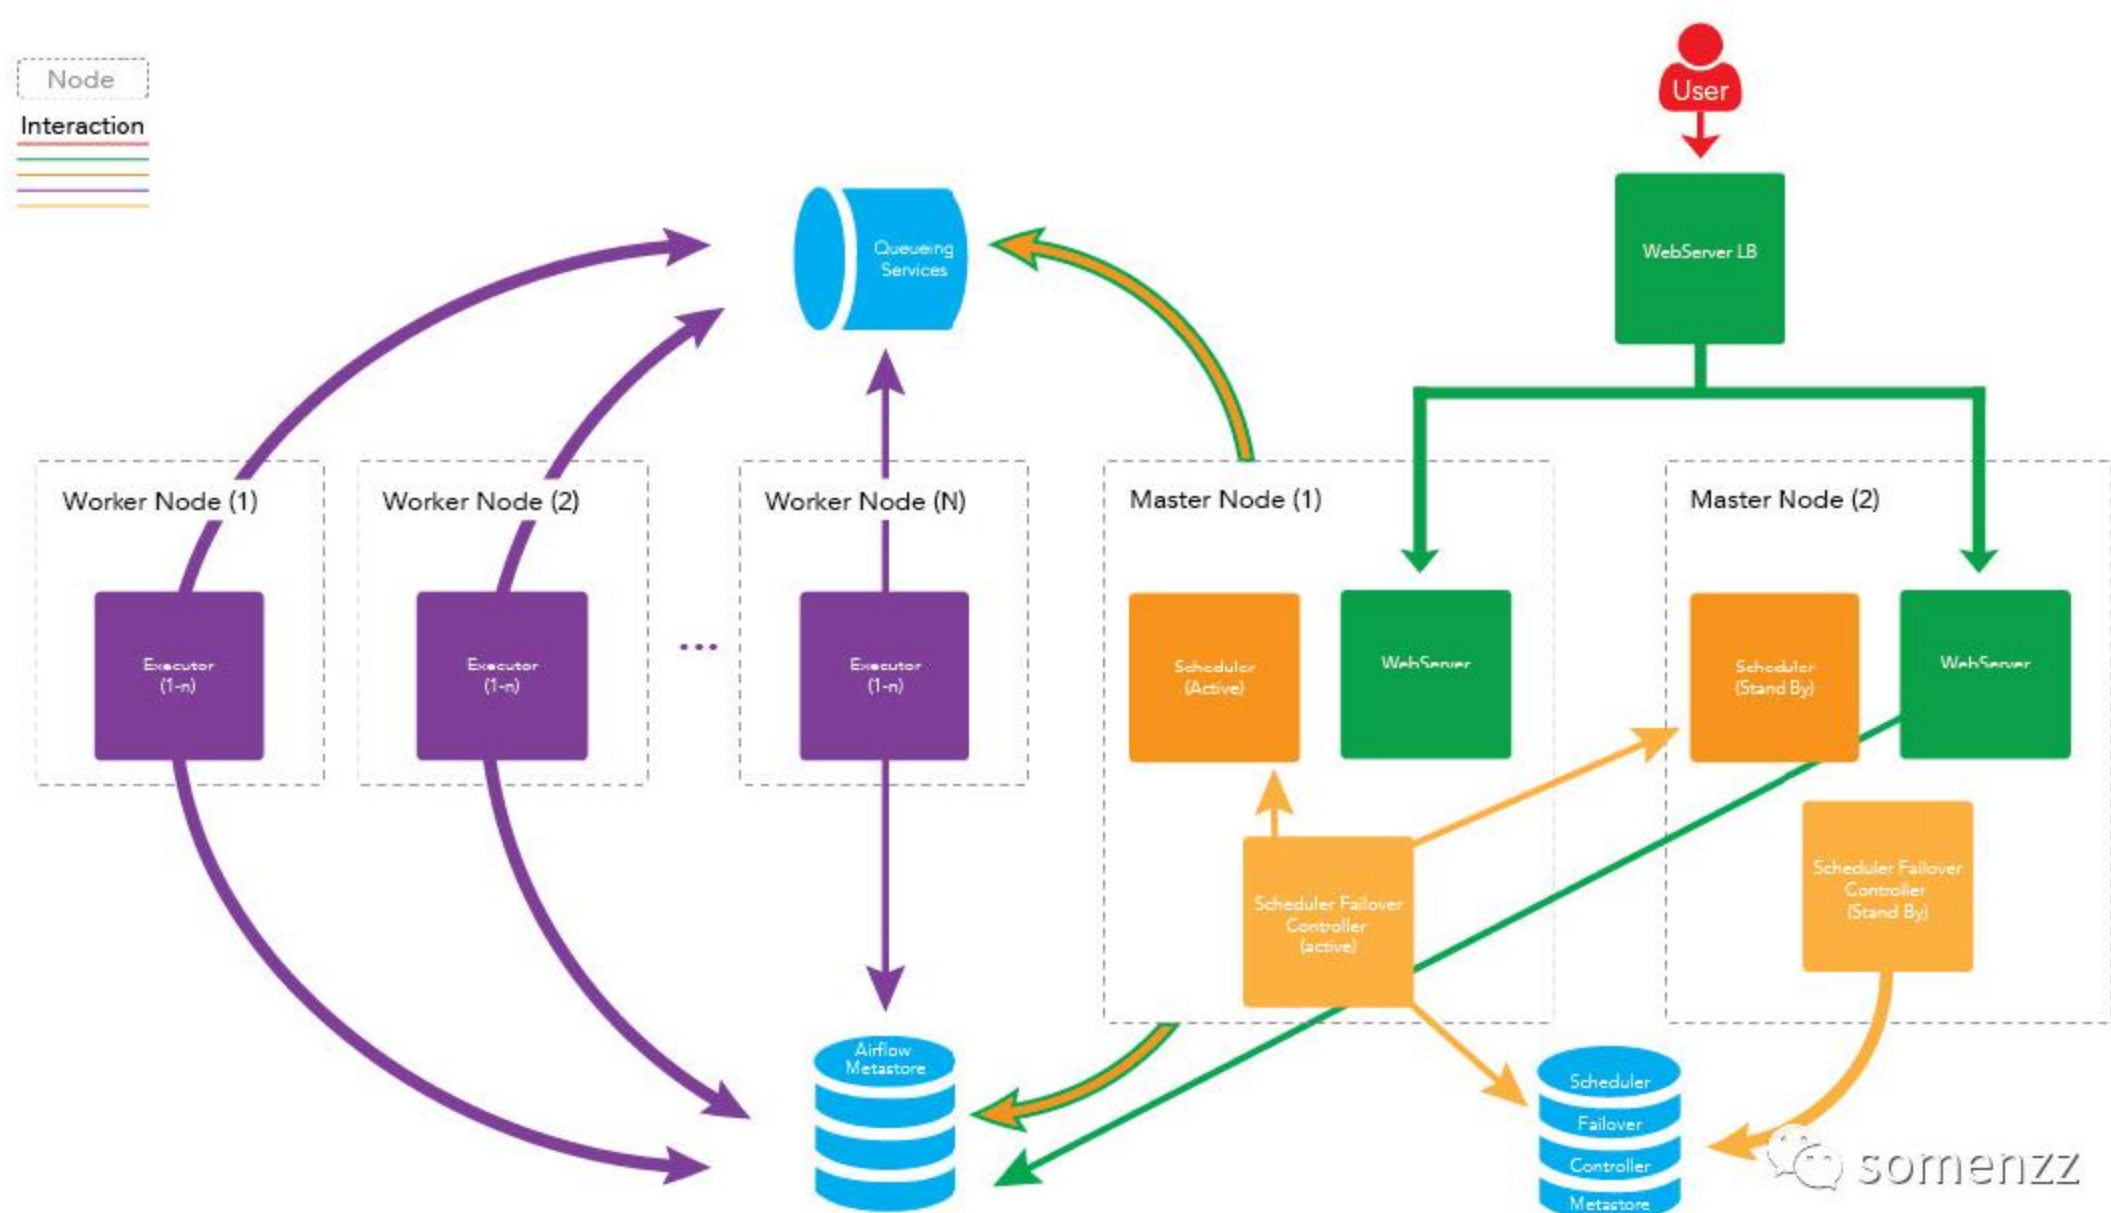 Node
Interaction
User
WebServer LB
Queueing
Services
Worker Node (1)
Worker Node (2)
Worker Node (N)
Master Node (1)
Master Node (2)
Executor
(1-n)
Executor
(1-n)
...
Executor
(1-n)
Scheduler
(Active)
WebServer
Scheduler
(Stand By)
WebServer
Scheduler Failover
Controller
(active)
Scheduler Failover
Controller
(Stand By)
Airflow
Metastore
Scheduler
Failover
Controller
Metastore
somenzz